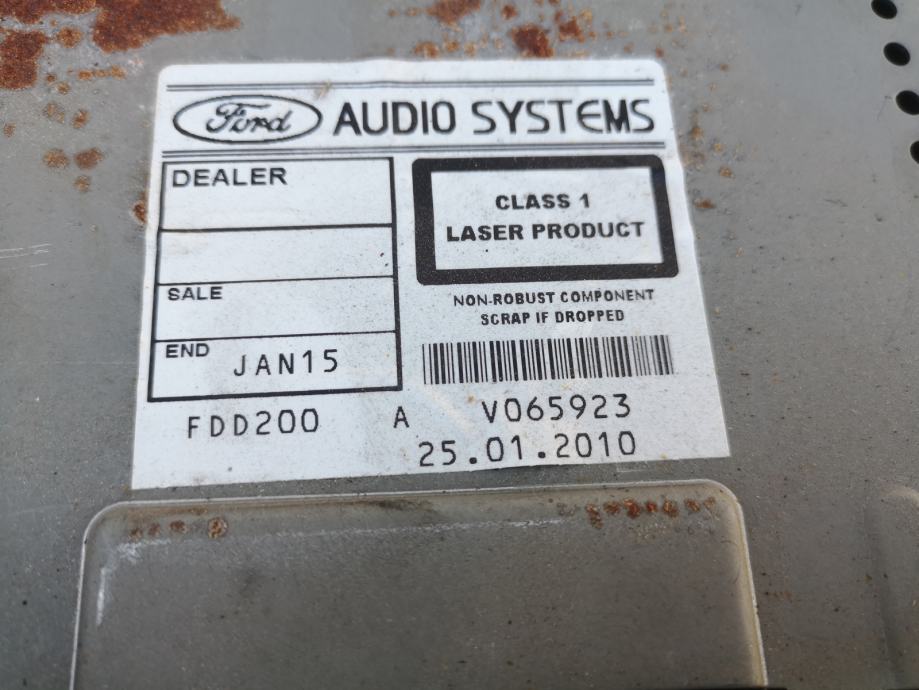 Ford AUDIO SYSTEMS
DEALER
SALE
END JAN15
CLASS 1
LASER PRODUCT
NON-ROBUST COMPONENT
SCRAP IF DROPPED
FDD200 A V065923
25.01.2010